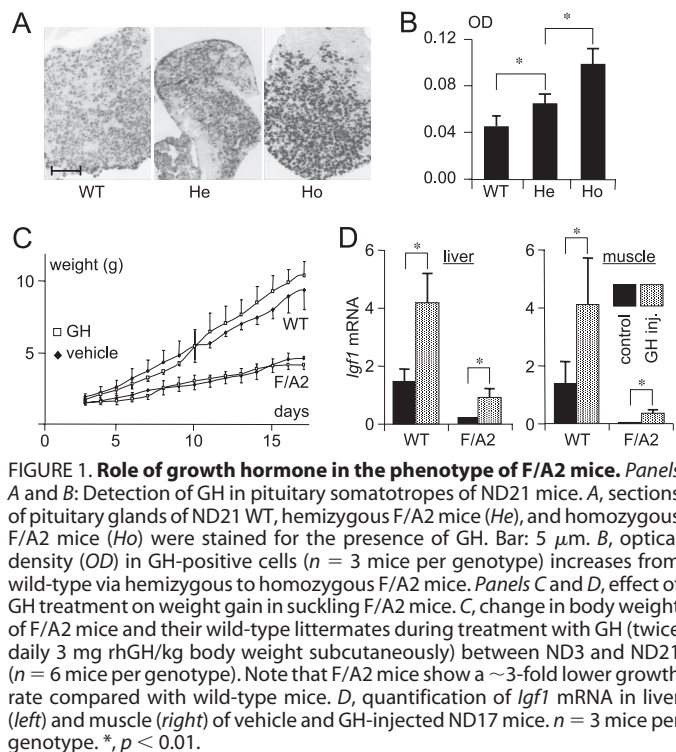 A
WT
He
Ho
B
OD
0.12
0.08
0.04
0.00
*
*
WT
He
Ho
C
weight (g)
10
5
GH
vehicle
WT
F/A2
days
0
5
10
15
D
Igf1 mRNA
6
4
2
0
liver
*
*
WT
F/A2
6
4
2
0
muscle
*
*
control
GH inj.
WT
F/A2
FIGURE 1. Role of growth hormone in the phenotype of F/A2 mice. Panels
A and B: Detection of GH in pituitary somatotropes of ND21 mice. A, sections
of pituitary glands of ND21 WT, hemizygous F/A2 mice (He), and homozygous
F/A2 mice (Ho) were stained for the presence of GH. Bar: 5 μm. B, optical
density (OD) in GH-positive cells (n = 3 mice per genotype) increases from
wild-type via hemizygous to homozygous F/A2 mice. Panels C and D, effect of
GH treatment on weight gain in suckling F/A2 mice. C, change in body weight
of F/A2 mice and their wild-type littermates during treatment with GH (twice
daily 3 mg rhGH/kg body weight subcutaneously) between ND3 and ND21
(n = 6 mice per genotype). Note that F/A2 mice show a ~3-fold lower growth
rate compared with wild-type mice. D, quantification of Igf1 mRNA in liver
(left) and muscle (right) of vehicle and GH-injected ND17 mice. n = 3 mice per
genotype. *, p < 0.01.